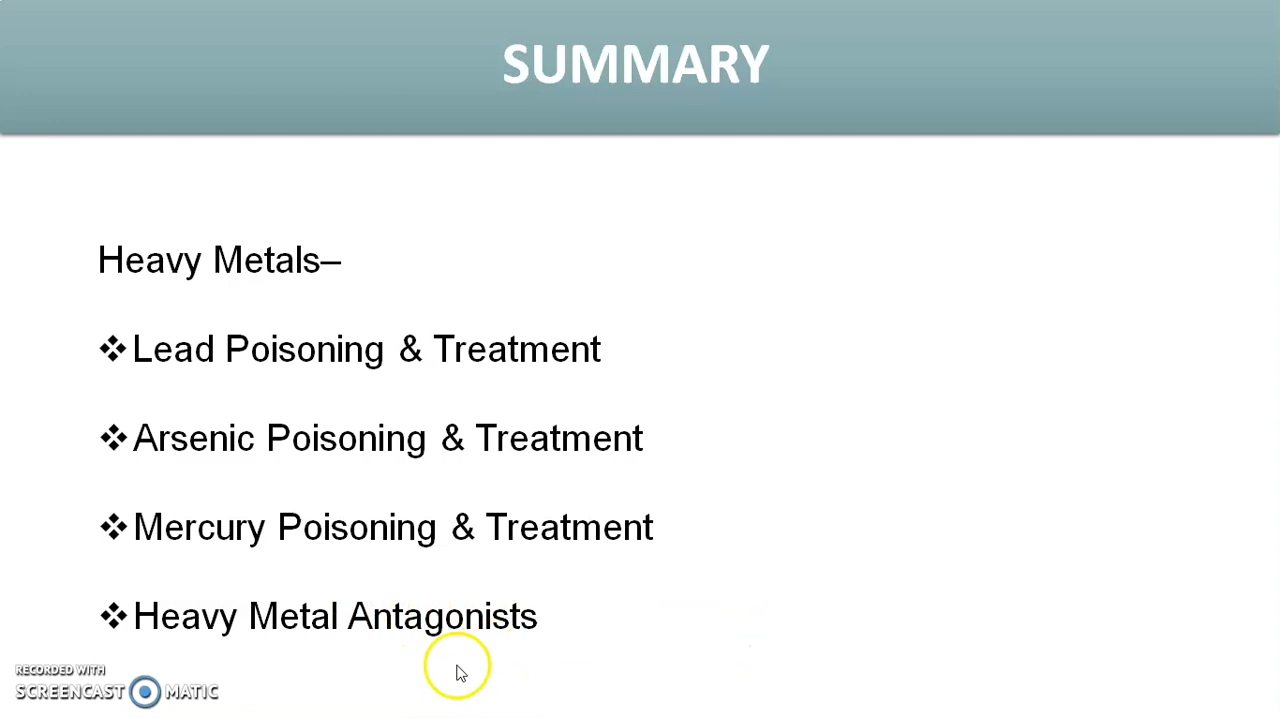 SUMMARY
Heavy Metals–
❖Lead Poisoning & Treatment
❖Arsenic Poisoning & Treatment
❖Mercury Poisoning & Treatment
❖Heavy Metal Antagonists
RECORDED WITH
SCREENCAST MATIC